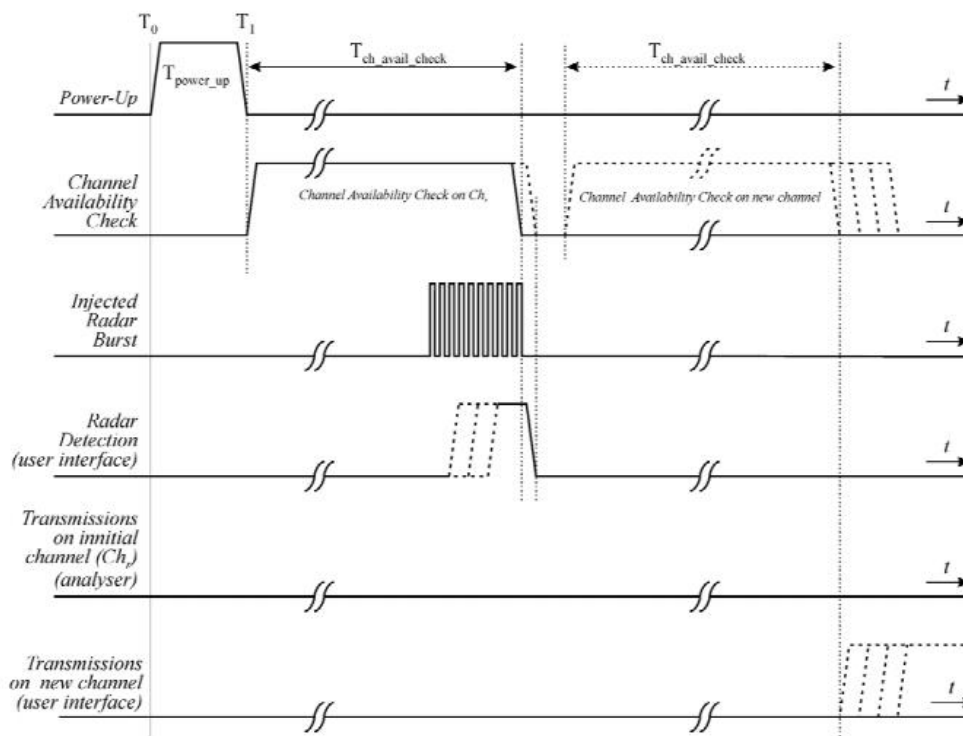 T0 T1
Tch_avail_check Tch_avail_check
Tpower_up
Power-Up
t
Channel
Availability
Check
Channel Availability Check on Chr
Channel Availability Check on new channel
t
Injected
Radar
Burst
t
Radar
Detection
(user interface)
t
Transmissions
on innitial
channel (Chr)
(analyser)
t
Transmissions
on new channel
(user interface)
t